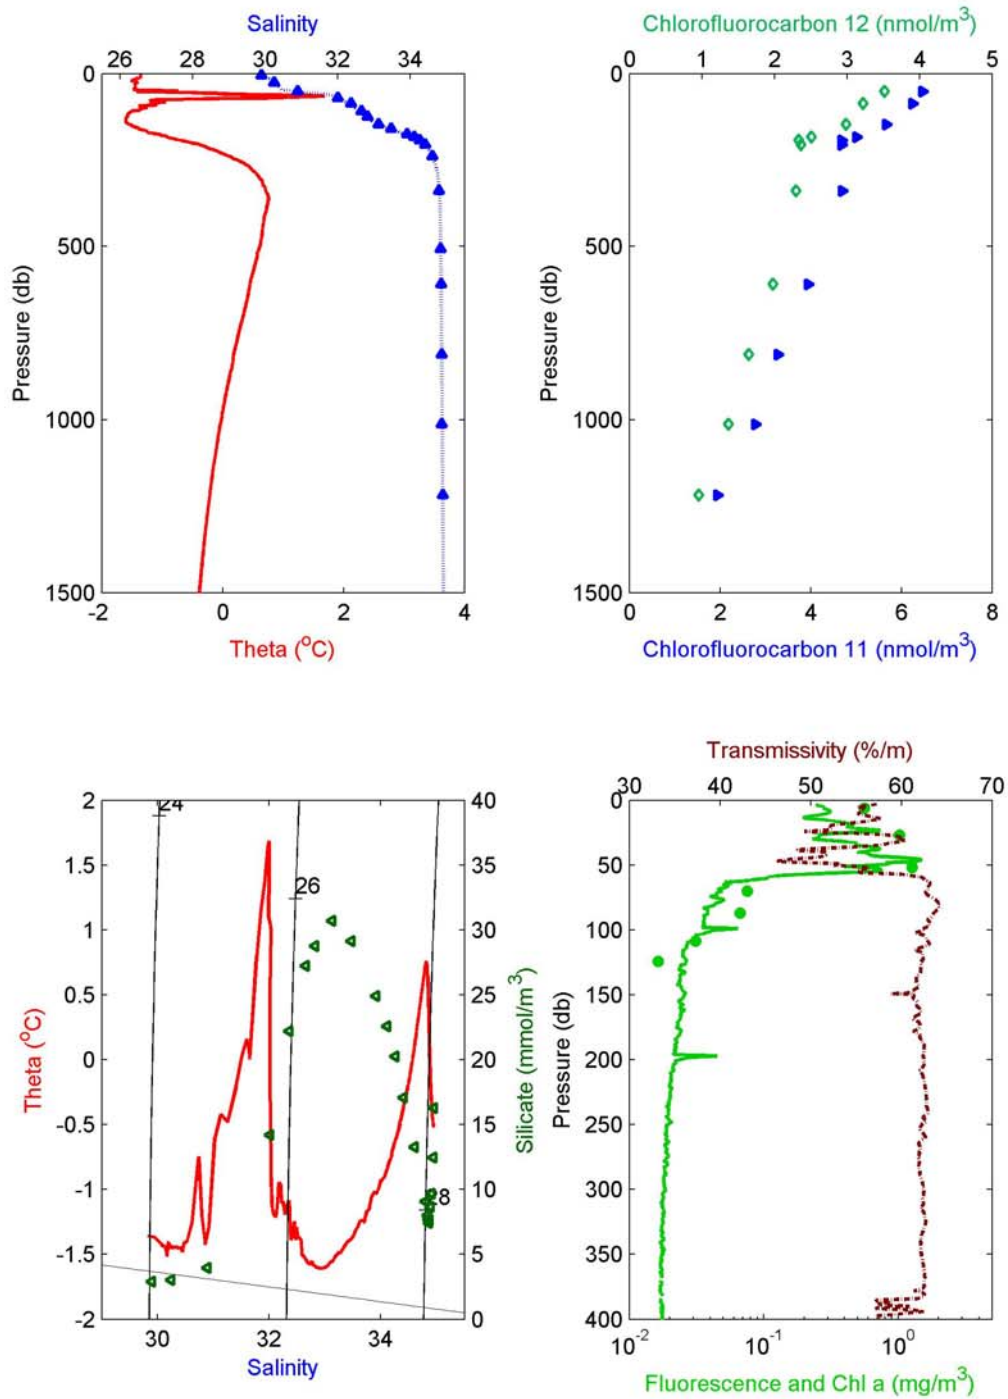 Salinity
26 28 30 32 34
0
500
1000
1500
Pressure (db)
-2 0 2 4
Theta (°C)
Chlorofluorocarbon 12 (nmol/m³)
0 1 2 3 4 5
0
500
1000
1500
Pressure (db)
0 2 4 6 8
Chlorofluorocarbon 11 (nmol/m³)
2
1.5
1
0.5
0
-0.5
-1
-1.5
-2
Theta (°C)
24
26
8
40
35
30
25
20
15
10
5
0
Silicate (mmol/m³)
30 32 34
Salinity
Transmissivity (%/m)
30 40 50 60 70
0
50
100
150
200
250
300
350
400
Pressure (db)
10⁻² 10⁻¹ 10⁰
Fluorescence and Chl a (mg/m³)